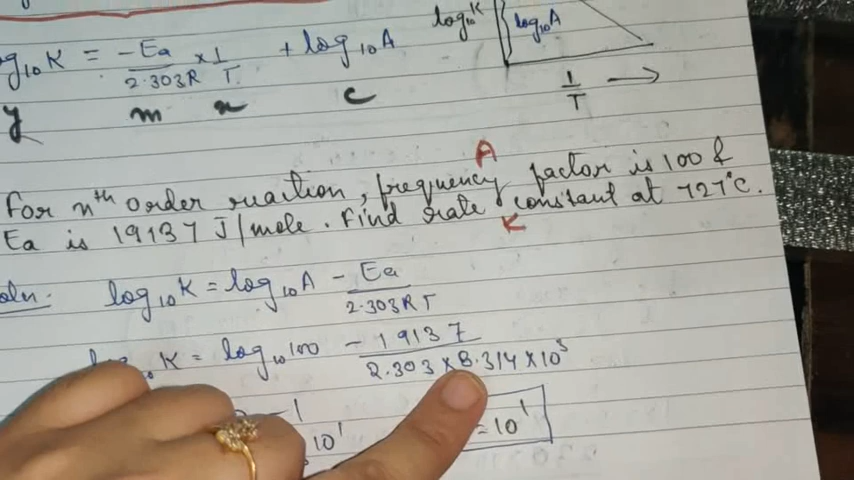 log₁₀K
log₁₀A
log₁₀K = -Ea/2.303R × 1/T + log₁₀A
1/T →
y m x c
A
For nth order reaction, frequency factor is 100 &
Ea is 19137 J/mole. Find rate constant at 727°C.
K
soln. log₁₀K = log₁₀A - Ea/2.303RT
K = log₁₀100 - 19137/2.303×8.314×10³
- 1
10¹ = 10¹